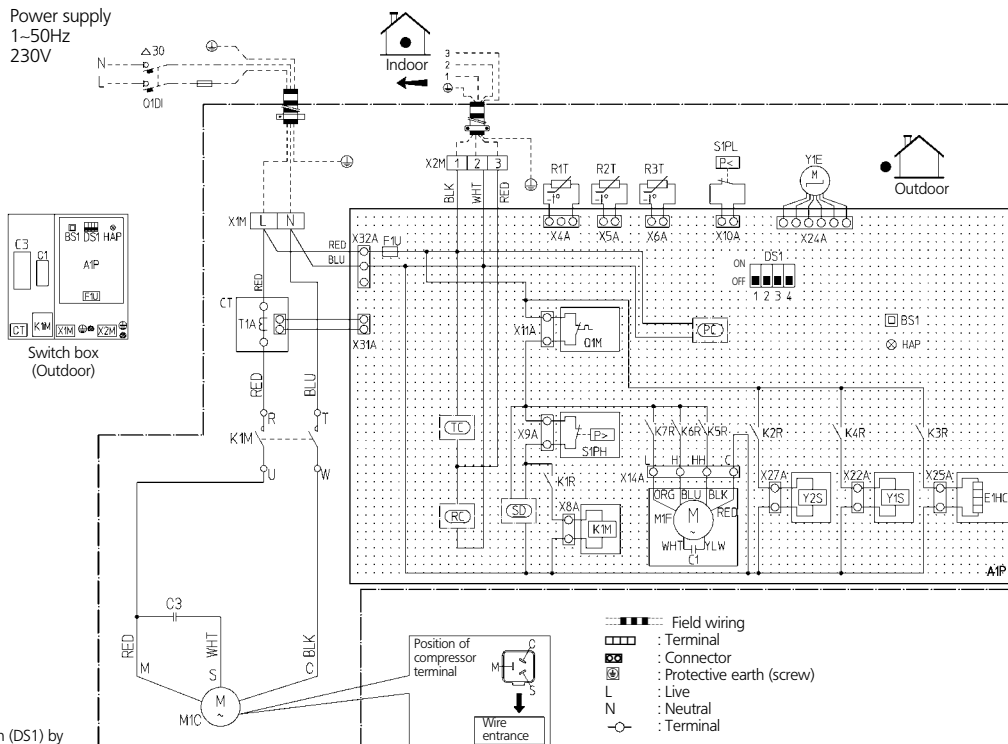 Power supply
1~50Hz
230V
△30
N
L
Q1DI
Indoor
3
2
1
X2M 1 2 3
BLK
WHT
RED
R1T
R2T
R3T
S1PL
P<
Y1E
M
Outdoor
X4A
X5A
X6A
X10A
X24A
X1M L N
RED
BLU
X32A
F1U
DS1
ON
OFF
1 2 3 4
BS1
HAP
C3
C1
BS1 DS1 HAP
A1P
F1U
CT
K1M
X1M
X2M
Switch box
(Outdoor)
RED
CT
T1A
X31A
X11A
Q1M
PC
RED
BLU
R
T
K1M
U
W
TC
RC
X9A
P>
S1PH
K1R
X8A
K1M
SD
K7R
K6R
K5R
L
H
HH
C
X14A
ORG
BLU
BLK
RED
M1F
M
~
WHT
YLW
C1
K2R
K4R
K3R
X27A
Y2S
X22A
Y1S
X25A
E1HC
A1P
C3
RED
WHT
BLK
M
S
C
M
~
M1C
Position of
compressor
terminal
C
M
S
Wire
entrance
Field wiring
: Terminal
: Connector
: Protective earth (screw)
L : Live
N : Neutral
: Terminal
(DS1) by